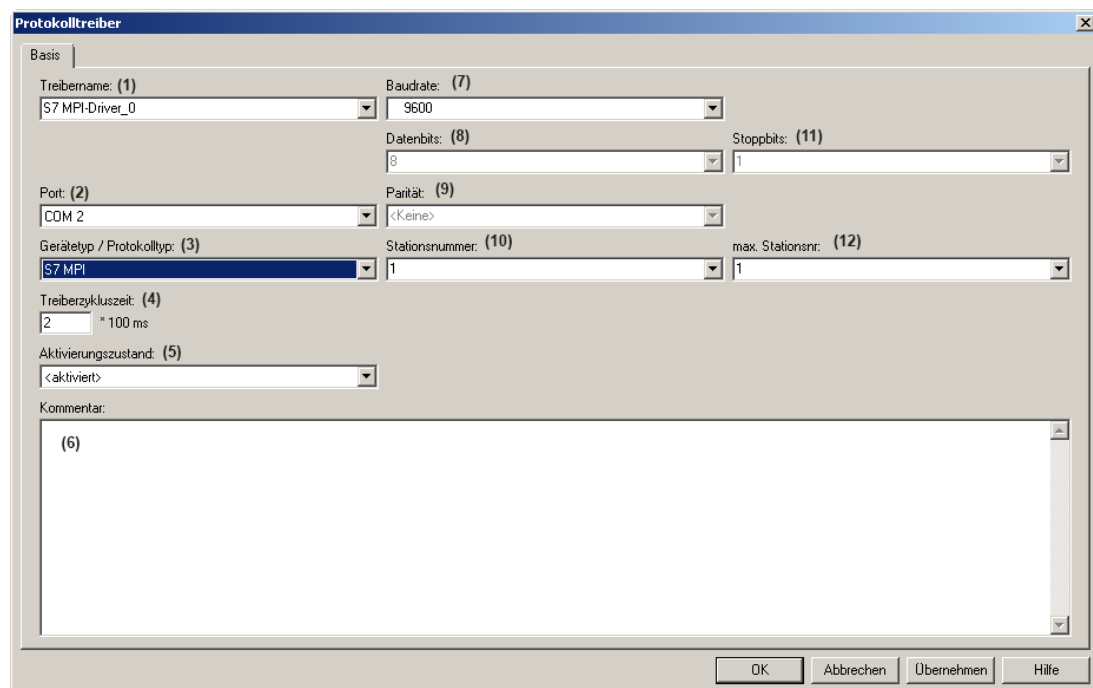 Protokolltreiber
Basis
Treibername: (1)
Baudrate: (7)
S7 MPI-Driver_0
9600
Datenbits: (8)
Stoppbits: (11)
8
1
Port: (2)
Parität: (9)
COM 2
<Keine>
Gerätetyp / Protokolltyp: (3)
Stationsnummer: (10)
max. Stationsnr: (12)
S7 MPI
1
1
Treiberzykluszeit: (4)
2 * 100 ms
Aktivierungszustand: (5)
<aktiviert>
Kommentar:
(6)
OK
Abbrechen
Übernehmen
Hilfe